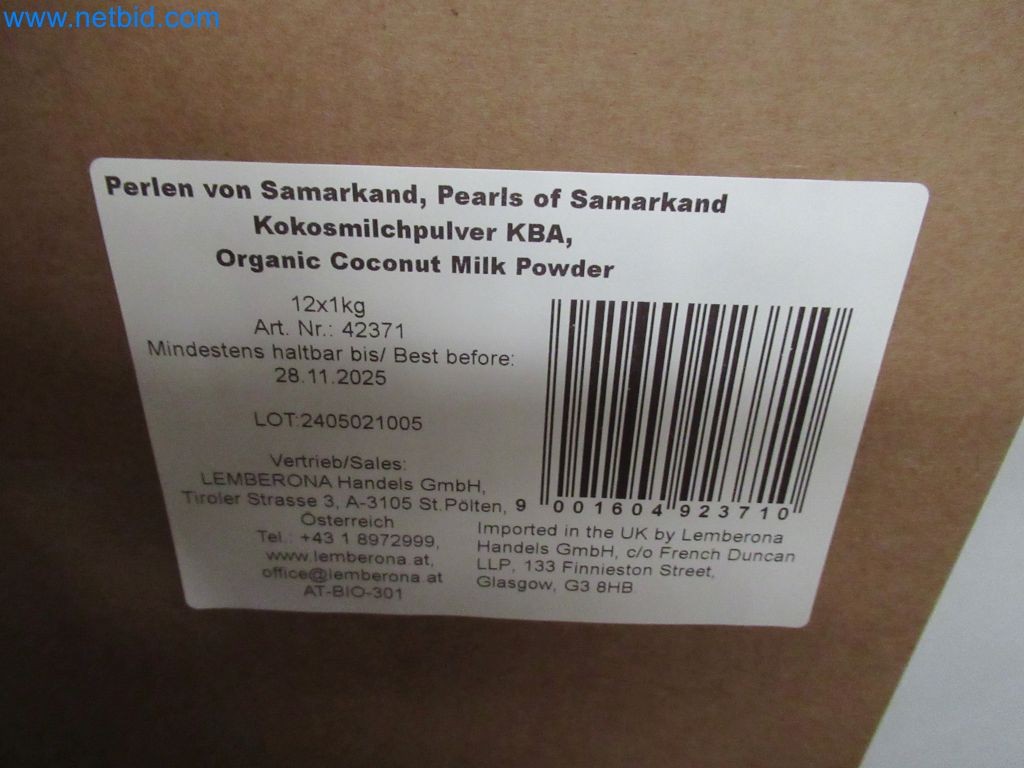 www.netbid.com
Perlen von Samarkand, Pearls of Samarkand
Kokosmilchpulver KBA,
Organic Coconut Milk Powder
12x1kg
Art. Nr.: 42371
Mindestens haltbar bis/ Best before:
28.11.2025
LOT:2405021005
Vertrieb/Sales:
LEMBERONA Handels GmbH,
Tiroler Strasse 3, A-3105 St.Pölten,
Österreich
Tel.: +43 1 8972999,
www.lemberona.at,
office@lemberona.at
AT-BIO-301
9 001604 923710
Imported in the UK by Lemberona
Handels GmbH, c/o French Duncan
LLP, 133 Finnieston Street,
Glasgow, G3 8HB